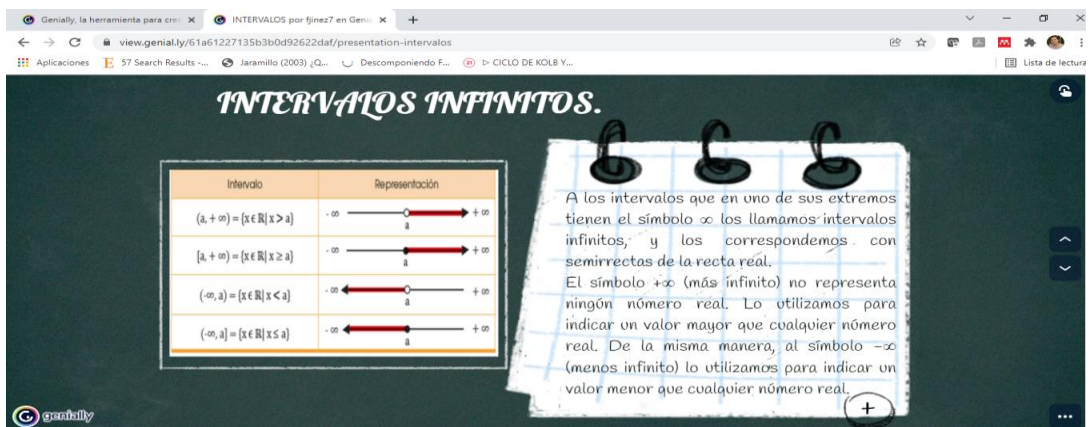 Genially, la herramienta para crea
INTERVALOS por fjinez7 en Genia
view.genial.ly/61a61227135b3b0d92622daf/presentation-intervalos
Aplicaciones
57 Search Results -...
Jaramillo (2003) ¿Q...
Descomponiendo F...
▷ CICLO DE KOLB Y...
Lista de lectura
INTERVALOS INFINITOS.
Intervalo Representación
(a, + ∞) = {x ∈ ℝ| x > a} - ∞ + ∞
a
[a, + ∞) = {x ∈ ℝ| x ≥ a} - ∞ + ∞
a
(-∞, a) = {x ∈ ℝ| x < a} - ∞ + ∞
a
(-∞, a] = {x ∈ ℝ| x ≤ a} - ∞ + ∞
a
A los intervalos que en uno de sus extremos
tienen el símbolo ∞ los llamamos intervalos
infinitos, y los correspondemos con
semirrectas de la recta real.
El símbolo +∞ (más infinito) no representa
ningún número real. Lo utilizamos para
indicar un valor mayor que cualquier número
real. De la misma manera, al símbolo -∞
(menos infinito) lo utilizamos para indicar un
valor menor que cualquier número real.
+
genially